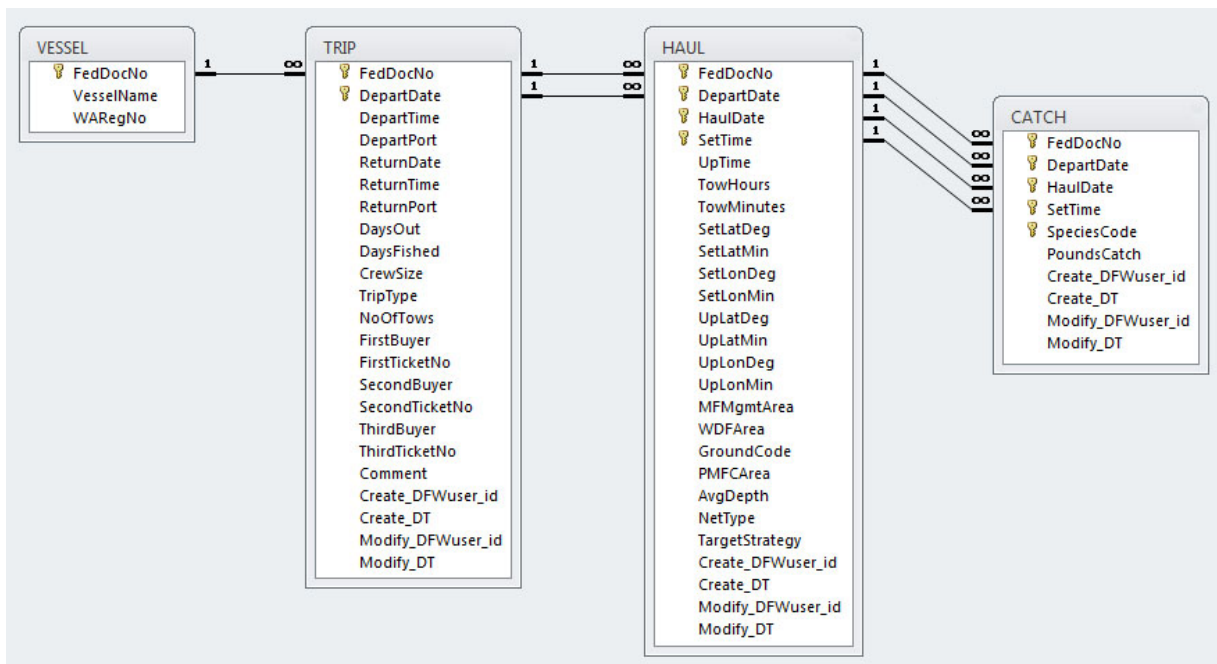 VESSEL
FedDocNo
VesselName
WARegNo
1
∞
TRIP
FedDocNo
DepartDate
DepartTime
DepartPort
ReturnDate
ReturnTime
ReturnPort
DaysOut
DaysFished
CrewSize
TripType
NoOfTows
FirstBuyer
FirstTicketNo
SecondBuyer
SecondTicketNo
ThirdBuyer
ThirdTicketNo
Comment
Create_DFWuser_id
Create_DT
Modify_DFWuser_id
Modify_DT
1
∞
1
∞
HAUL
FedDocNo
DepartDate
HaulDate
SetTime
UpTime
TowHours
TowMinutes
SetLatDeg
SetLatMin
SetLonDeg
SetLonMin
UpLatDeg
UpLatMin
UpLonDeg
UpLonMin
MFMgmtArea
WDFArea
GroundCode
PMFCArea
AvgDepth
NetType
TargetStrategy
Create_DFWuser_id
Create_DT
Modify_DFWuser_id
Modify_DT
1
1
1
1
∞
∞
∞
∞
CATCH
FedDocNo
DepartDate
HaulDate
SetTime
SpeciesCode
PoundsCatch
Create_DFWuser_id
Create_DT
Modify_DFWuser_id
Modify_DT